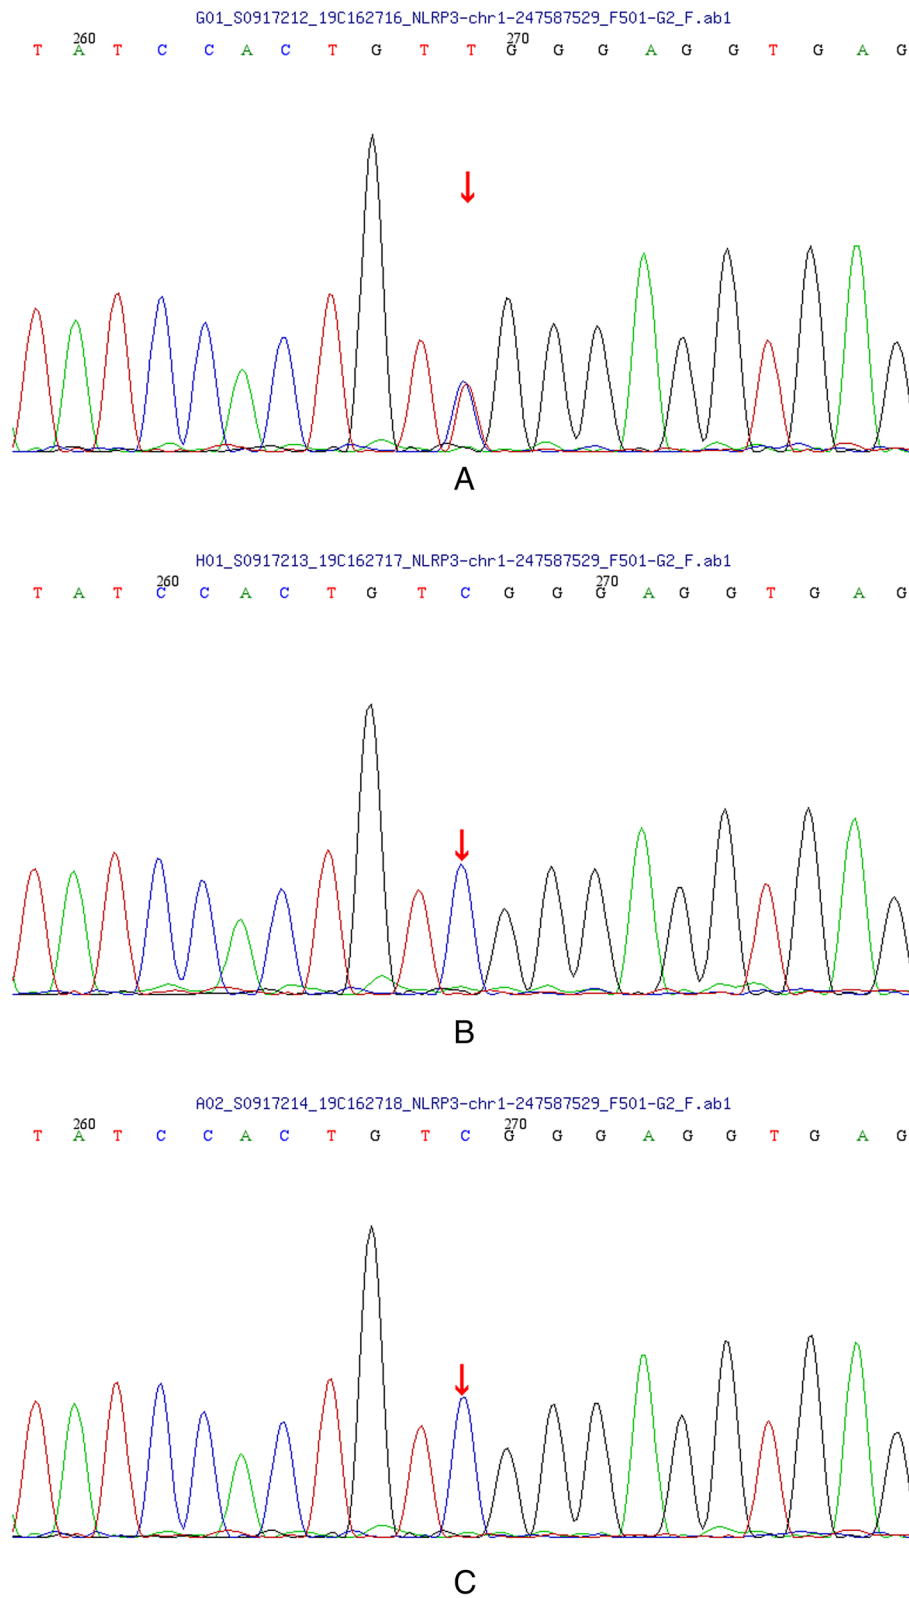 G01_S0917212_19C162716_NLRP3-chr1-247587529_F501-G2_F.ab1
260 270
T A T C C A C T G T T G G G A G G T G A G
A
H01_S0917213_19C162717_NLRP3-chr1-247587529_F501-G2_F.ab1
260 270
T A T C C A C T G T C G G G A G G T G A G
B
A02_S0917214_19C162718_NLRP3-chr1-247587529_F501-G2_F.ab1
260 270
T A T C C A C T G T C G G G A G G T G A G
C